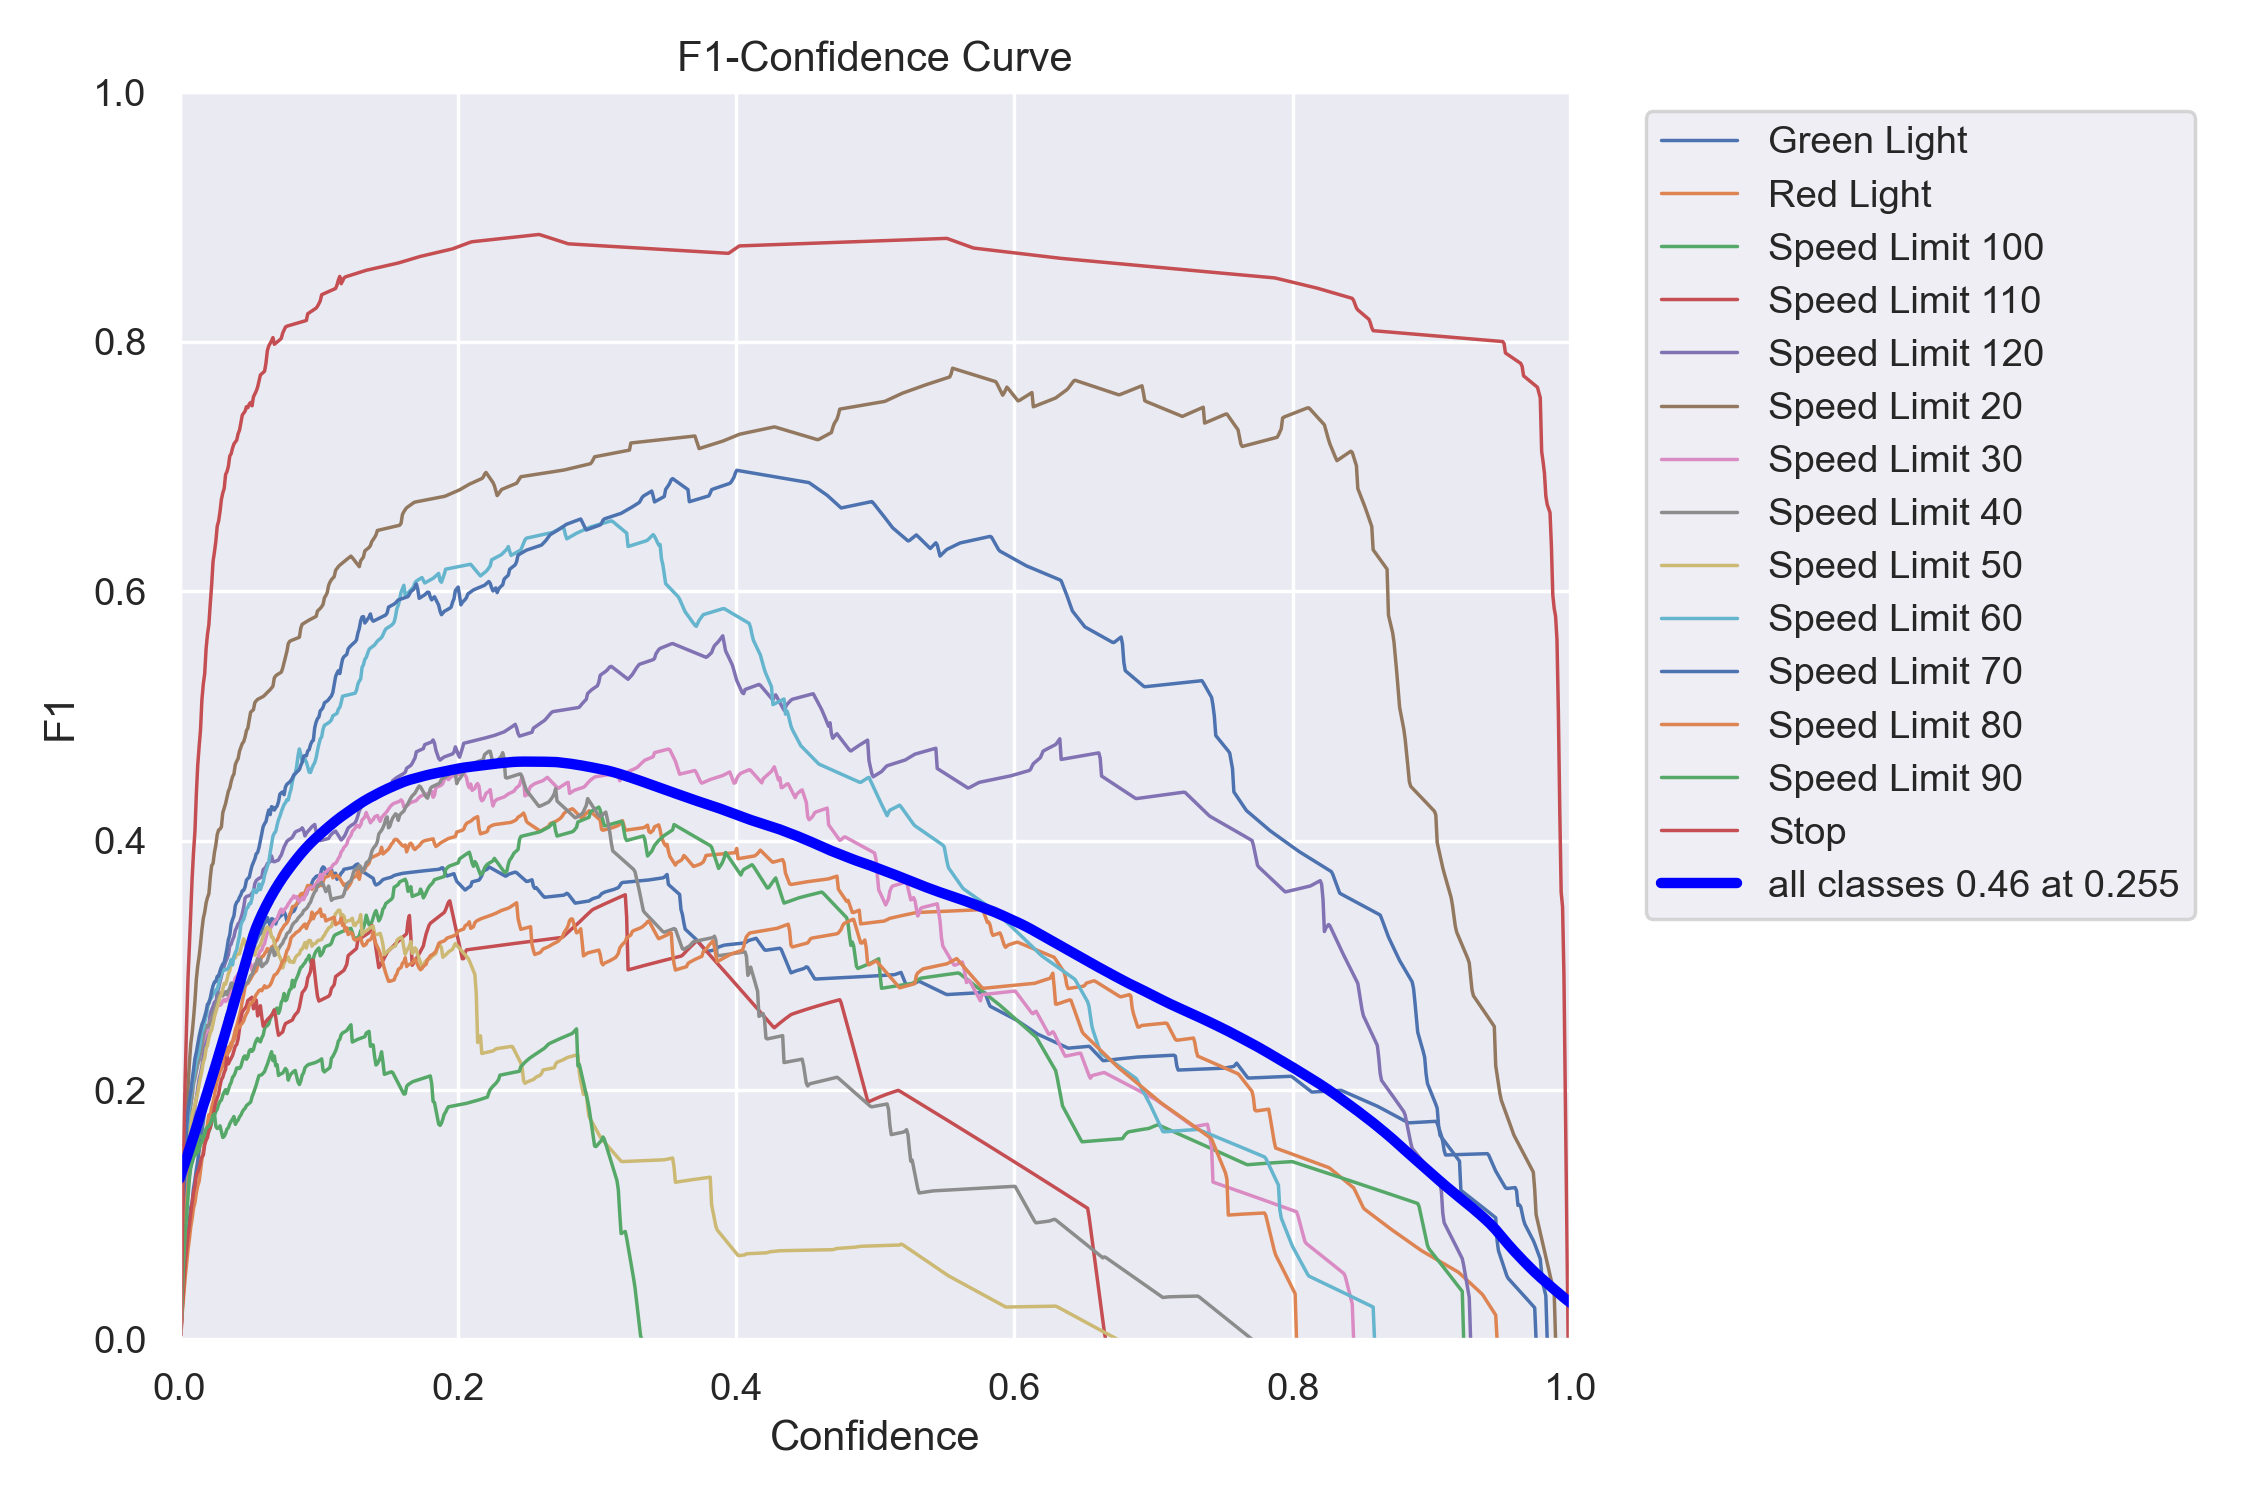 F1-Confidence Curve
1.0
0.8
0.6
0.4
0.2
0.0
F1
0.0 0.2 0.4 0.6 0.8 1.0
Confidence
Green Light
Red Light
Speed Limit 100
Speed Limit 110
Speed Limit 120
Speed Limit 20
Speed Limit 30
Speed Limit 40
Speed Limit 50
Speed Limit 60
Speed Limit 70
Speed Limit 80
Speed Limit 90
Stop
all classes 0.46 at 0.255